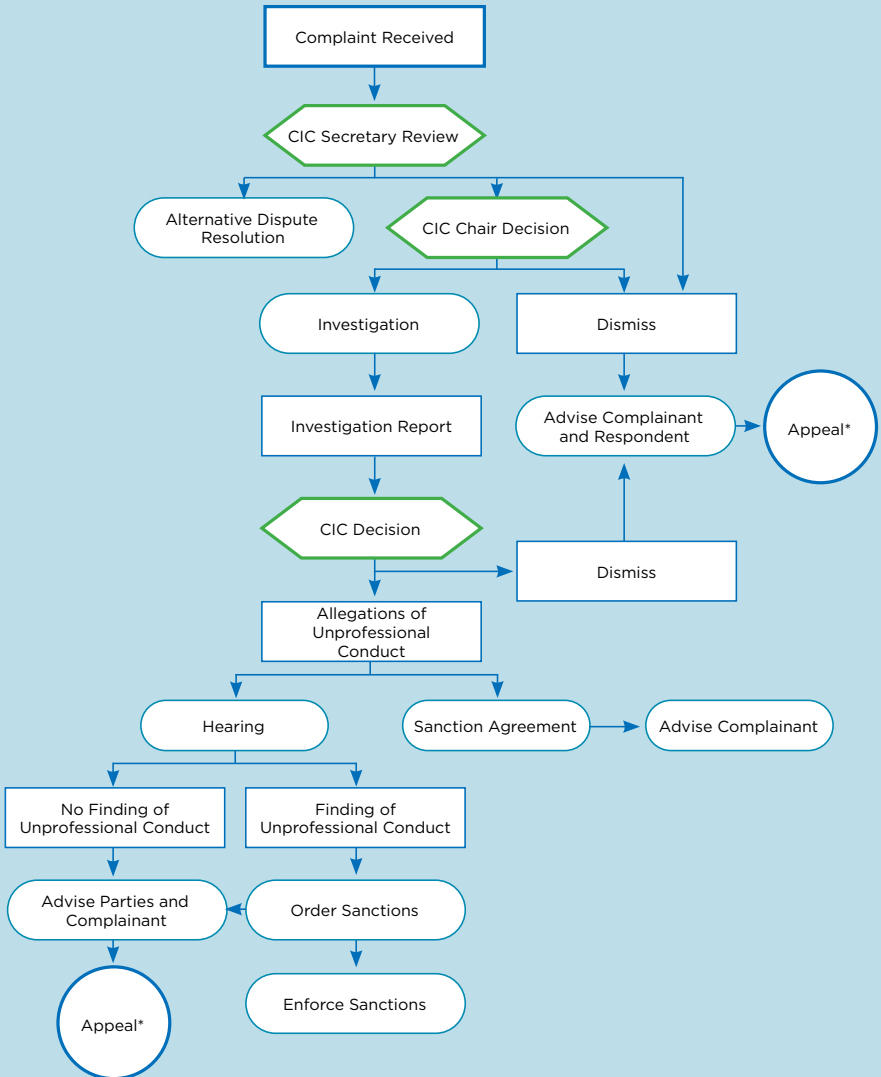 Complaint Received
CIC Secretary Review
Alternative Dispute
Resolution
CIC Chair Decision
Investigation
Dismiss
Investigation Report
Advise Complainant
and Respondent
Appeal*
CIC Decision
Dismiss
Allegations of
Unprofessional
Conduct
Hearing
Sanction Agreement
Advise Complainant
No Finding of
Unprofessional Conduct
Finding of
Unprofessional Conduct
Advise Parties and
Complainant
Order Sanctions
Enforce Sanctions
Appeal*